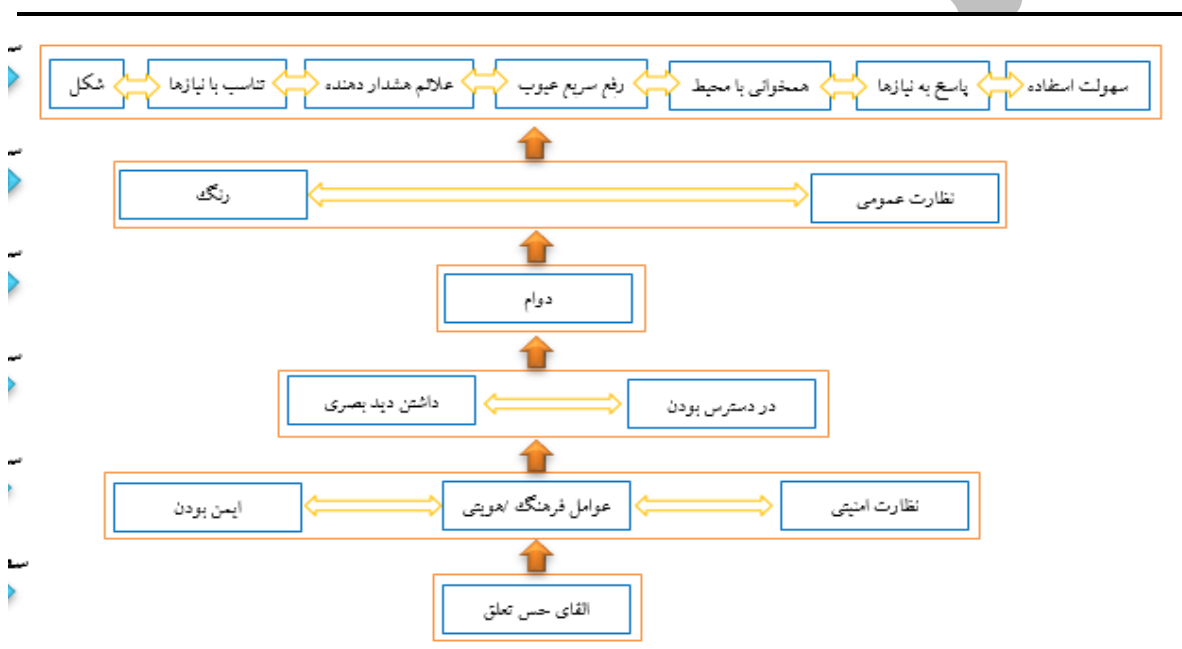 سهولت استفاده پاسخ به نیازها همخوانی با محیط رفع سریع عیوب علائم هشدار دهنده تناسب با نیازها شکل
نظارت عمومی رنگ
دوام
در دسترس بودن داشتن دید بصری
نظارت امنیتی عوامل فرهنگ /هویتی ایمن بودن
القای حس تعلق